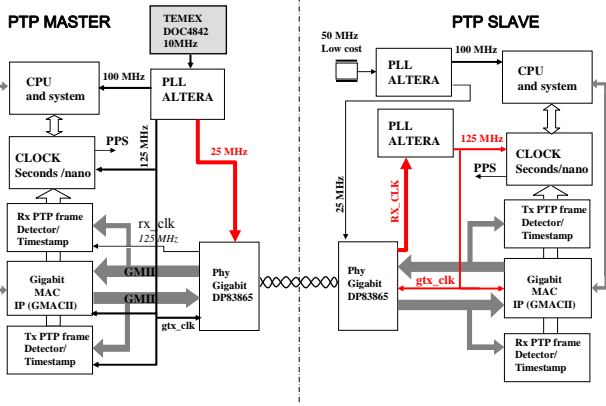 PTP MASTER
TEMEX
DOC4842
10MHz
CPU
and system
100 MHz
PLL
ALTERA
125 MHz
25 MHz
PPS
CLOCK
Seconds/nano
Rx PTP frame
Detector/
Timestamp
rx_clk
125 MHz
GMII
Gigabit
MAC
IP (GMACII)
GMII
Phy
Gigabit
DP83865
gtx_clk
Tx PTP frame
Detector/
Timestamp
PTP SLAVE
50 MHz
Low cost
PLL
ALTERA
100 MHz
CPU
and system
PLL
ALTERA
125 MHz
PPS
CLOCK
Seconds/nano
25 MHz
RX_CLK
Tx PTP frame
Detector/
Timestamp
Phy
Gigabit
DP83865
gtx_clk
Gigabit
MAC
IP (GMACII)
Rx PTP frame
Detector/
Timestamp